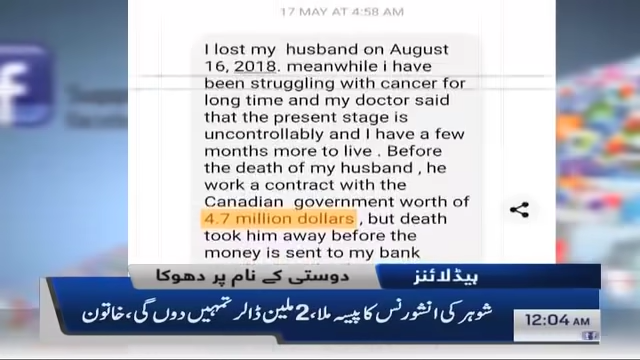 17 MAY AT 4:58 AM
I lost my husband on August
16, 2018. meanwhile i have
been struggling with cancer for
long time and my doctor said
that the present stage is
uncontrollably and I have a few
months more to live . Before
the death of my husband , he
work a contract with the
Canadian government worth of
4.7 million dollars , but death
took him away before the
money is sent to my bank
ہیڈلائنز
دوستی کے نام پر دھوکا
شوہر کی انشورنس کا پیسہ ملا، 2 ملین ڈالر تمہیں دوں گی، خاتون
12:04 AM